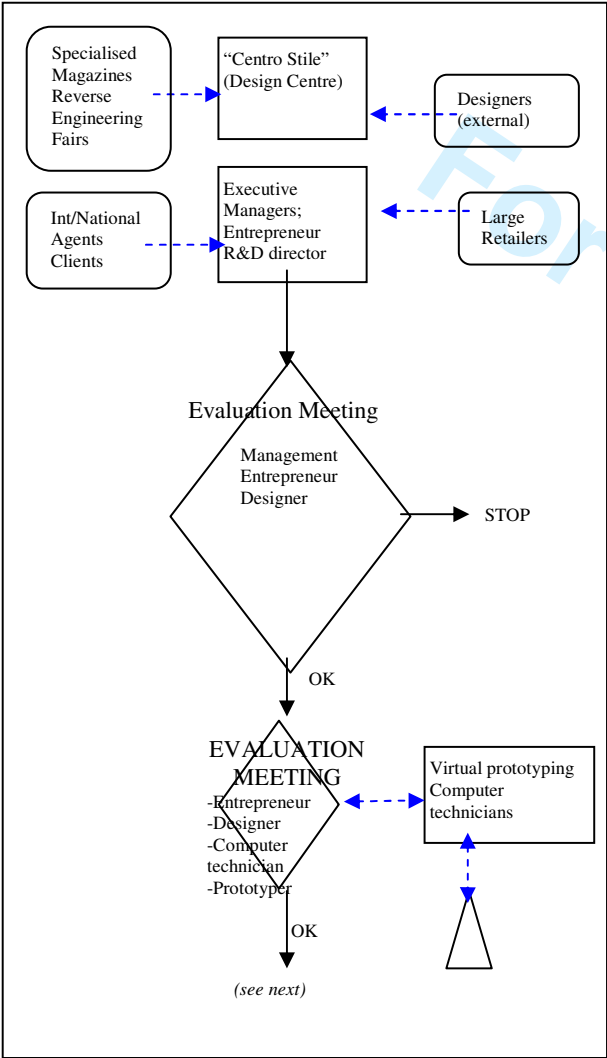 Specialised
Magazines
Reverse
Engineering
Fairs
“Centro Stile”
(Design Centre)
Designers
(external)
Int/National
Agents
Clients
Executive
Managers;
Entrepreneur
R&D director
Large
Retailers
For
Evaluation Meeting
Management
Entrepreneur
Designer
STOP
OK
EVALUATION
MEETING
-Entrepreneur
-Designer
-Computer
technician
-Prototyper
Virtual prototyping
Computer
technicians
OK
(see next)